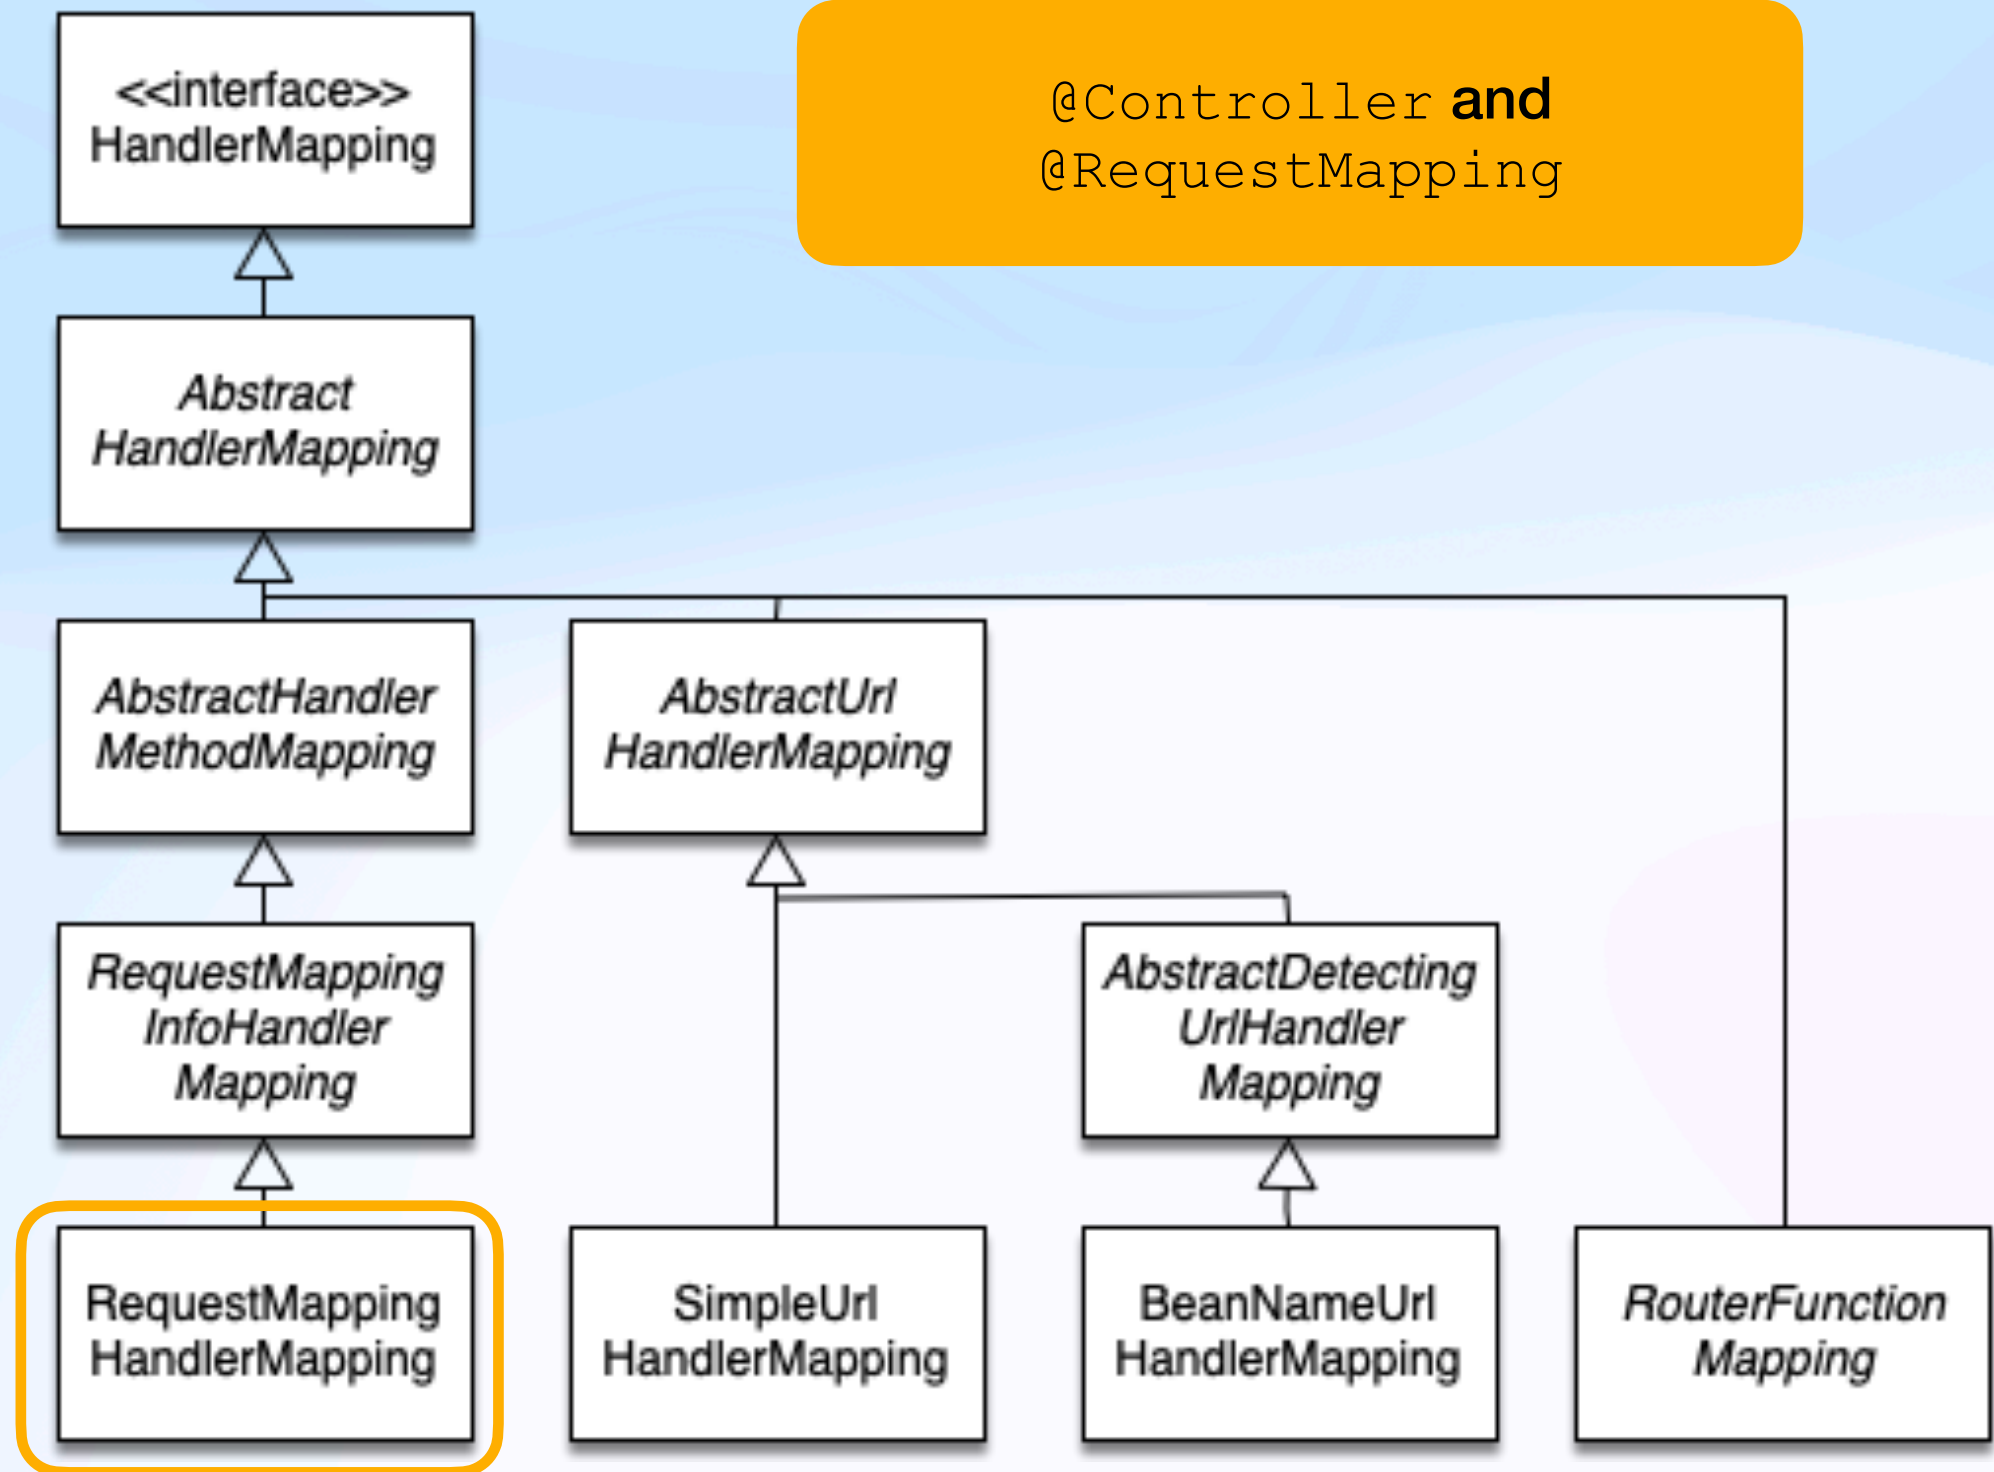 <<interface>>
HandlerMapping
@Controller and
@RequestMapping
Abstract
HandlerMapping
AbstractHandler
MethodMapping
AbstractUrl
HandlerMapping
RequestMapping
InfoHandler
Mapping
AbstractDetecting
UrlHandler
Mapping
RequestMapping
HandlerMapping
SimpleUrl
HandlerMapping
BeanNameUrl
HandlerMapping
RouterFunction
Mapping